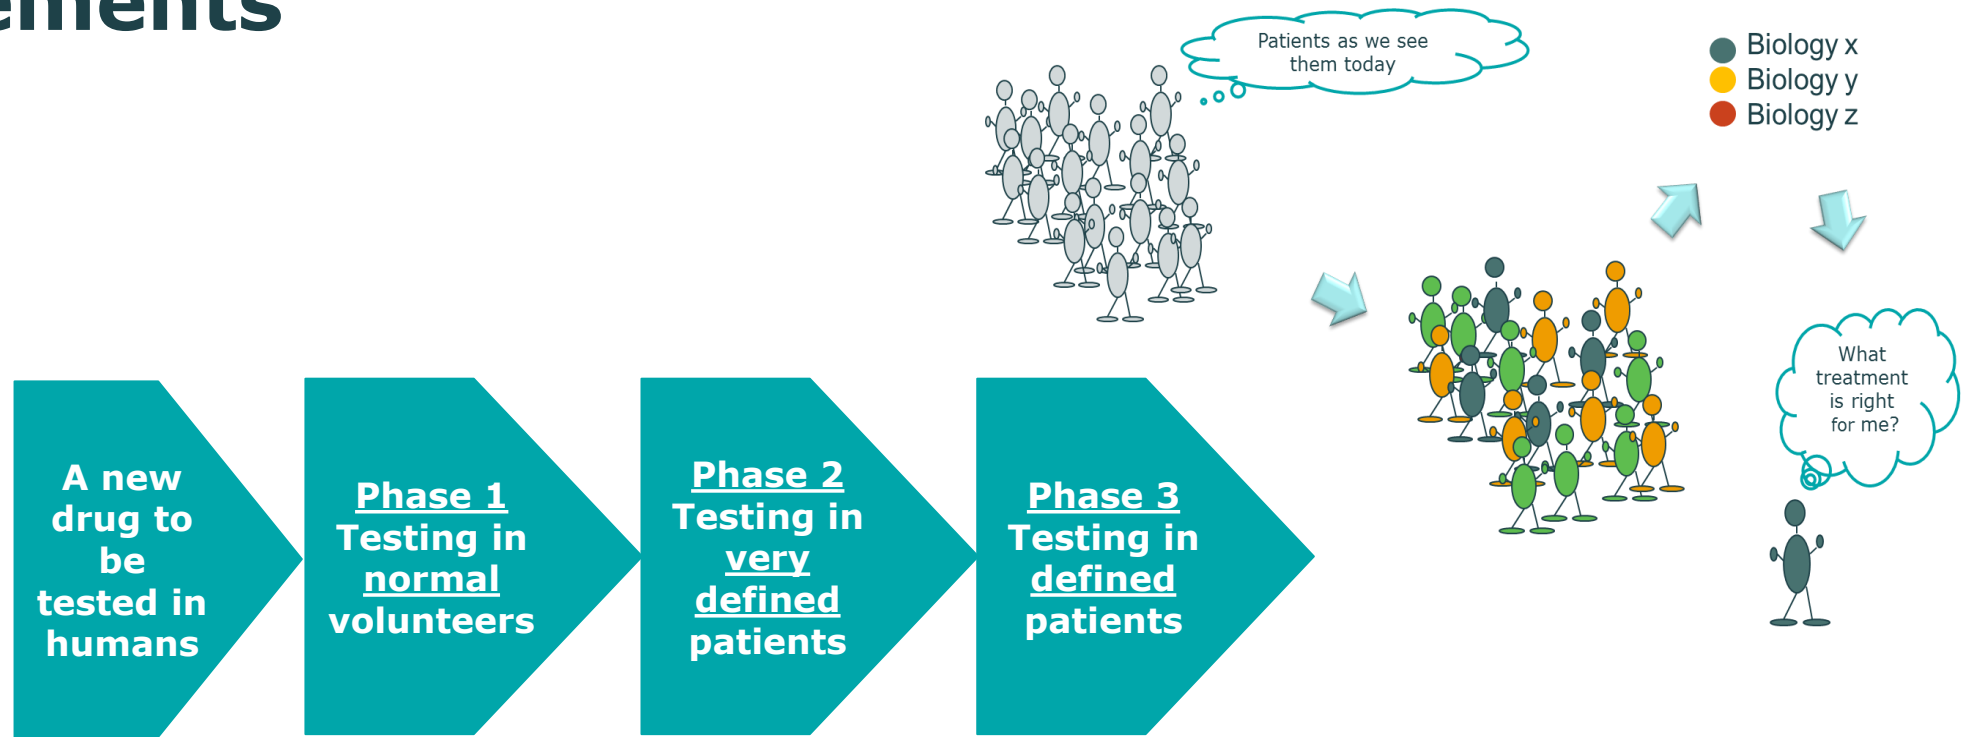 ements
Patients as we see
them today
Biology x
Biology y
Biology z
What
treatment
is right
for me?
A new
drug to
be
tested in
humans
Phase 1
Testing in
normal
volunteers
Phase 2
Testing in
very
defined
patients
Phase 3
Testing in
defined
patients